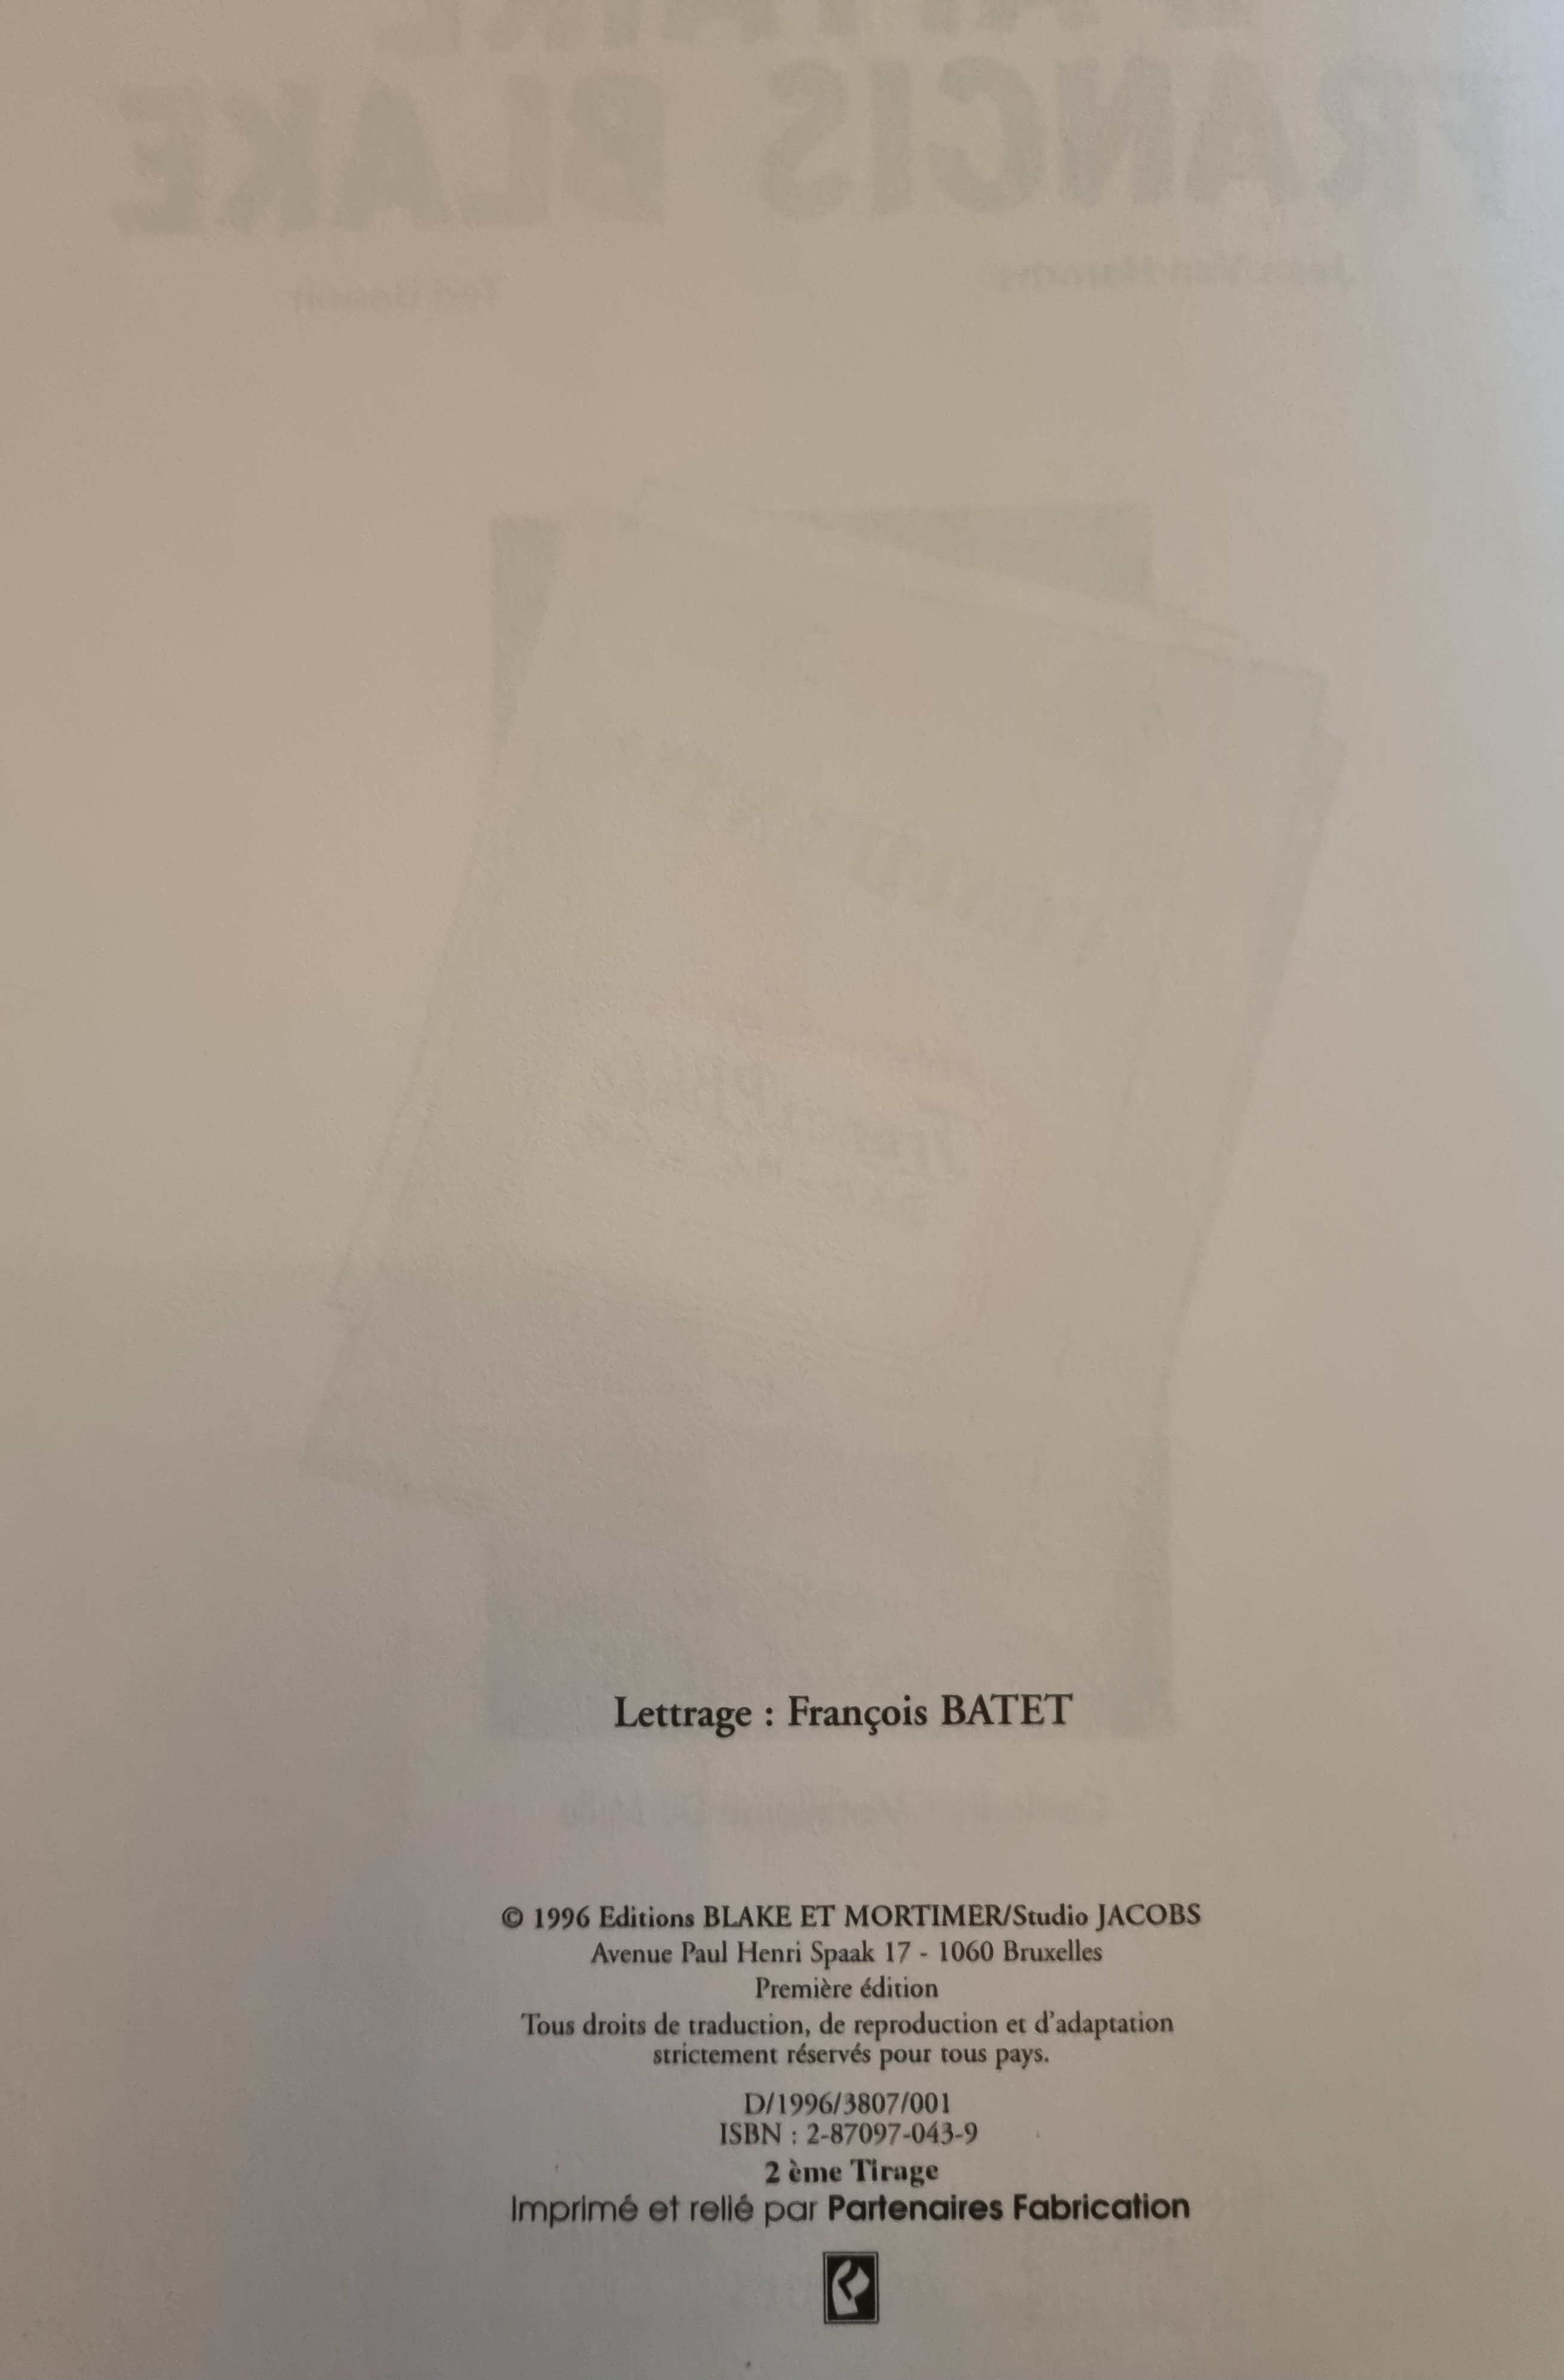 FRANCIS BLAKE
Lettrage : François BATET
© 1996 Editions BLAKE ET MORTIMER/Studio JACOBS
Avenue Paul Henri Spaak 17 - 1060 Bruxelles
Première édition
Tous droits de traduction, de reproduction et d'adaptation
strictement réservés pour tous pays.
D/1996/3807/001
ISBN : 2-87097-043-9
2 ème Tirage
Imprimé et relié par Partenaires Fabrication